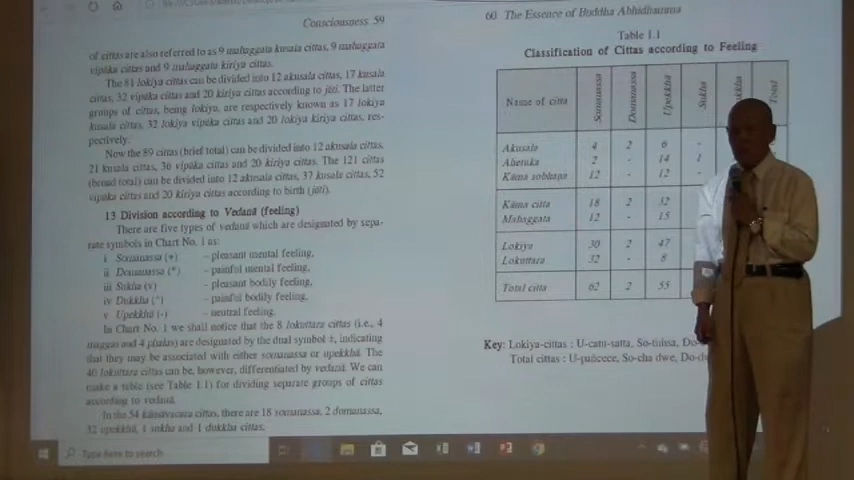 Consciousness 59
of cittas are also referred to as 9 mahaggata kusala cittas, 9 mahaggata
vipāka cittas and 9 mahaggata kiriya cittas.
The 81 lokiya cittas can be divided into 12 akusala cittas, 17 kusala
cittas, 32 vipāka cittas and 20 kiriya cittas according to jāti. The latter
groups of cittas, being lokiya, are respectively known as 17 lokiya
kusala cittas, 32 lokiya vipāka cittas and 20 lokiya kiriya cittas, res-
pectively.
Now the 89 cittas (brief total) can be divided into 12 akusala cittas,
21 kusala cittas, 36 vipāka cittas and 20 kiriya cittas. The 121 cittas
(broad total) can be divided into 12 akusala cittas, 37 kusala cittas, 52
vipāka cittas and 20 kiriya cittas according to birth (jāti).
13 Division according to Vedanā (feeling)
There are five types of vedanā which are designated by sepa-
rate symbols in Chart No. 1 as:
i Somanassa (+) - pleasant mental feeling,
ii Domanassa (*) - painful mental feeling,
iii Sukha (v) - pleasant bodily feeling,
iv Dukkha (^) - painful bodily feeling,
v Upekkhā (-) - neutral feeling.
In Chart No. 1 we shall notice that the 8 lokuttara cittas (i.e., 4
maggas and 4 phalas) are designated by the dual symbol ±, indicating
that they may be associated with either somanassa or upekkhā. The
40 lokuttara cittas can be, however, differentiated by vedanā. We can
make a table (see Table 1.1) for dividing separate groups of cittas
according to vedanā.
In the 54 kāmāvacara cittas, there are 18 somanassa, 2 domanassa,
32 upekkhā, 1 sukha and 1 dukkha cittas.
60 The Essence of Buddha Abhidhamma
Table 1.1
Classification of Cittas according to Feeling
Name of citta Somanassa Domanassa Upekkhā Sukha kkha Total
Akusala 4 2 6 -
Ahetuka 2 - 14 1
Kāma sobhana 12 - 12 -
Kāma citta 18 2 32
Mahaggata 12 - 15
Lokiya 30 2 47
Lokuttara 32 - 8
Total citta 62 2 55
Key: Lokiya-cittas : U-catu-satta, So-tiṁsa, Do-
Total cittas : U-pañcece, So-cha dwe, Do-d
Type here to search